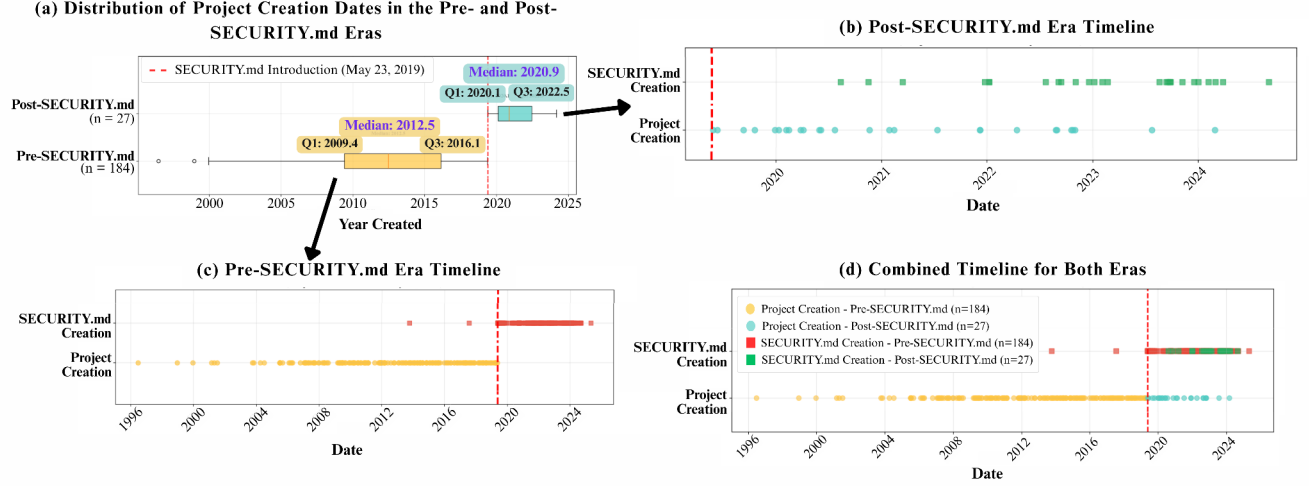 (a) Distribution of Project Creation Dates in the Pre- and Post-
SECURITY.md Eras
SECURITY.md Introduction (May 23, 2019)
Median: 2020.9
Q1: 2020.1
Q3: 2022.5
Post-SECURITY.md
(n = 27)
Median: 2012.5
Q1: 2009.4
Q3: 2016.1
Pre-SECURITY.md
(n = 184)
2000
2005
2010
2015
2020
2025
Year Created
(b) Post-SECURITY.md Era Timeline
SECURITY.md
Creation
Project
Creation
2020
2021
2022
2023
2024
Date
(c) Pre-SECURITY.md Era Timeline
SECURITY.md
Creation
Project
Creation
1996
2000
2004
2008
2012
2016
2020
2024
Date
(d) Combined Timeline for Both Eras
Project Creation - Pre-SECURITY.md (n=184)
Project Creation - Post-SECURITY.md (n=27)
SECURITY.md Creation - Pre-SECURITY.md (n=184)
SECURITY.md Creation - Post-SECURITY.md (n=27)
SECURITY.md
Creation
Project
Creation
1996
2000
2004
2008
2012
2016
2020
2024
Date